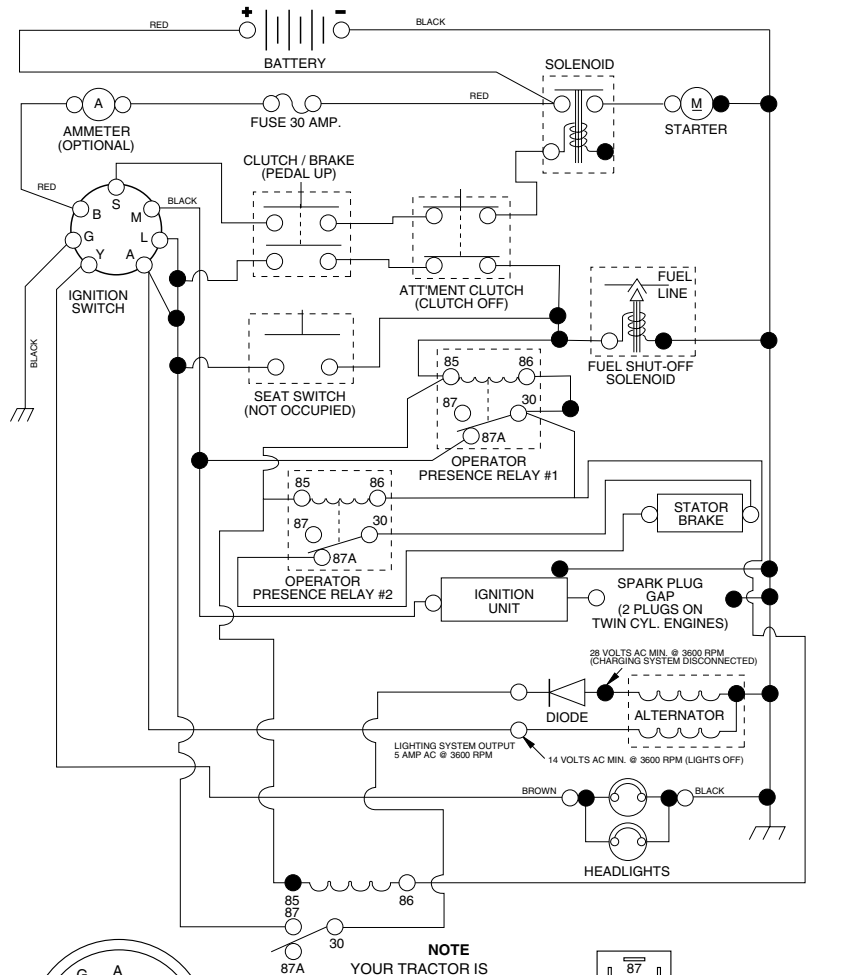 + -
RED
BLACK
BATTERY
SOLENOID
A
RED
M
AMMETER
(OPTIONAL)
FUSE 30 AMP.
STARTER
CLUTCH / BRAKE
(PEDAL UP)
RED
S
BLACK
B
M
G
L
Y
A
IGNITION
SWITCH
ATT'MENT CLUTCH
(CLUTCH OFF)
FUEL
LINE
BLACK
85
86
FUEL SHUT-OFF
SOLENOID
SEAT SWITCH
(NOT OCCUPIED)
87
30
87A
OPERATOR
PRESENCE RELAY #1
85
86
87
30
87A
STATOR
BRAKE
OPERATOR
PRESENCE RELAY #2
IGNITION
UNIT
SPARK PLUG
GAP
(2 PLUGS ON
TWIN CYL. ENGINES)
28 VOLTS AC MIN. @ 3600 RPM
(CHARGING SYSTEM DISCONNECTED)
DIODE
ALTERNATOR
LIGHTING SYSTEM OUTPUT
5 AMP AC @ 3600 RPM
14 VOLTS AC MIN. @ 3600 RPM (LIGHTS OFF)
BROWN
BLACK
HEADLIGHTS
85
86
87
30
87A
NOTE
YOUR TRACTOR IS
G
A
87